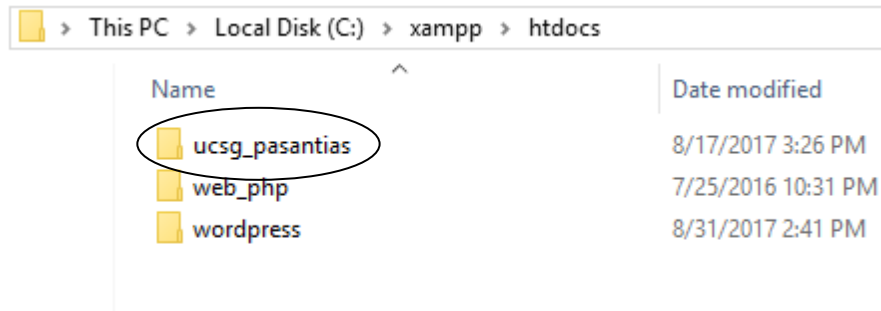 This PC > Local Disk (C:) > xampp > htdocs
Name Date modified
ucsg_pasantias 8/17/2017 3:26 PM
web_php 7/25/2016 10:31 PM
wordpress 8/31/2017 2:41 PM